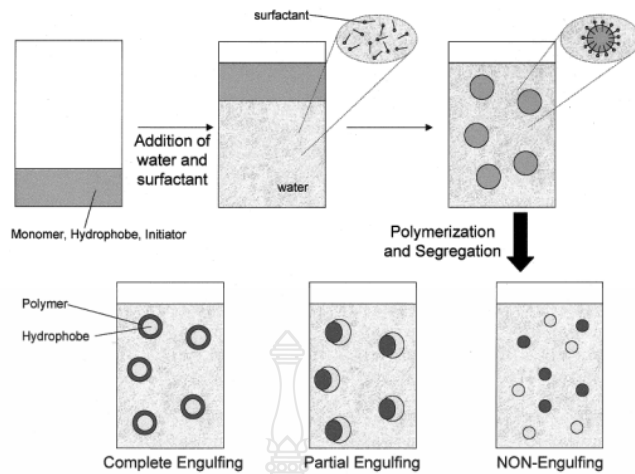 surfactant
Addition of
water and
surfactant
water
Monomer, Hydrophobe, Initiator
Polymerization
and Segregation
Polymer
Hydrophobe
Complete Engulfing
Partial Engulfing
NON-Engulfing